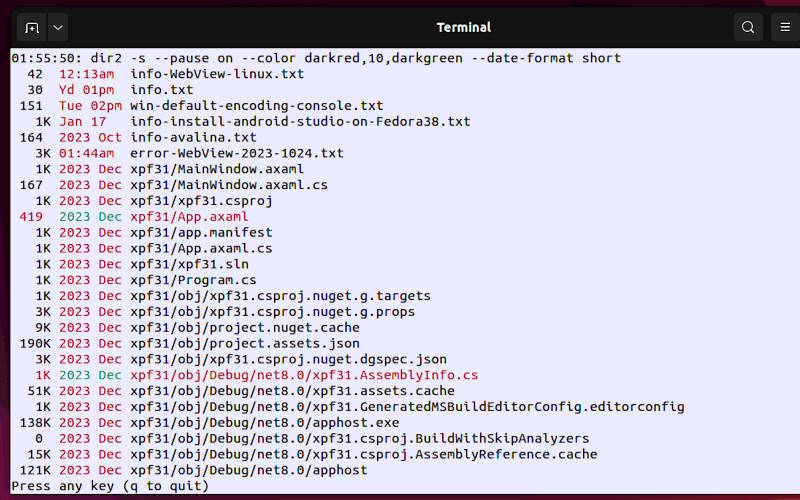 Terminal
01:55:50: dir2 -s --pause on --color darkred,10,darkgreen --date-format short
42 12:13am info-WebView-linux.txt
30 Yd 01pm info.txt
151 Tue 02pm win-default-encoding-console.txt
1K Jan 17 info-install-android-studio-on-Fedora38.txt
164 2023 Oct info-avalina.txt
3K 01:44am error-WebView-2023-1024.txt
1K 2023 Dec xpf31/MainWindow.axaml
167 2023 Dec xpf31/MainWindow.axaml.cs
1K 2023 Dec xpf31/xpf31.csproj
419 2023 Dec xpf31/App.axaml
1K 2023 Dec xpf31/app.manifest
1K 2023 Dec xpf31/App.axaml.cs
1K 2023 Dec xpf31/xpf31.sln
1K 2023 Dec xpf31/Program.cs
1K 2023 Dec xpf31/obj/xpf31.csproj.nuget.g.targets
3K 2023 Dec xpf31/obj/xpf31.csproj.nuget.g.props
9K 2023 Dec xpf31/obj/project.nuget.cache
190K 2023 Dec xpf31/obj/project.assets.json
3K 2023 Dec xpf31/obj/xpf31.csproj.nuget.dgspec.json
1K 2023 Dec xpf31/obj/Debug/net8.0/xpf31.AssemblyInfo.cs
51K 2023 Dec xpf31/obj/Debug/net8.0/xpf31.assets.cache
1K 2023 Dec xpf31/obj/Debug/net8.0/xpf31.GeneratedMSBuildEditorConfig.editorconfig
138K 2023 Dec xpf31/obj/Debug/net8.0/apphost.exe
0 2023 Dec xpf31/obj/Debug/net8.0/xpf31.csproj.BuildWithSkipAnalyzers
15K 2023 Dec xpf31/obj/Debug/net8.0/xpf31.csproj.AssemblyReference.cache
121K 2023 Dec xpf31/obj/Debug/net8.0/apphost
Press any key (q to quit)